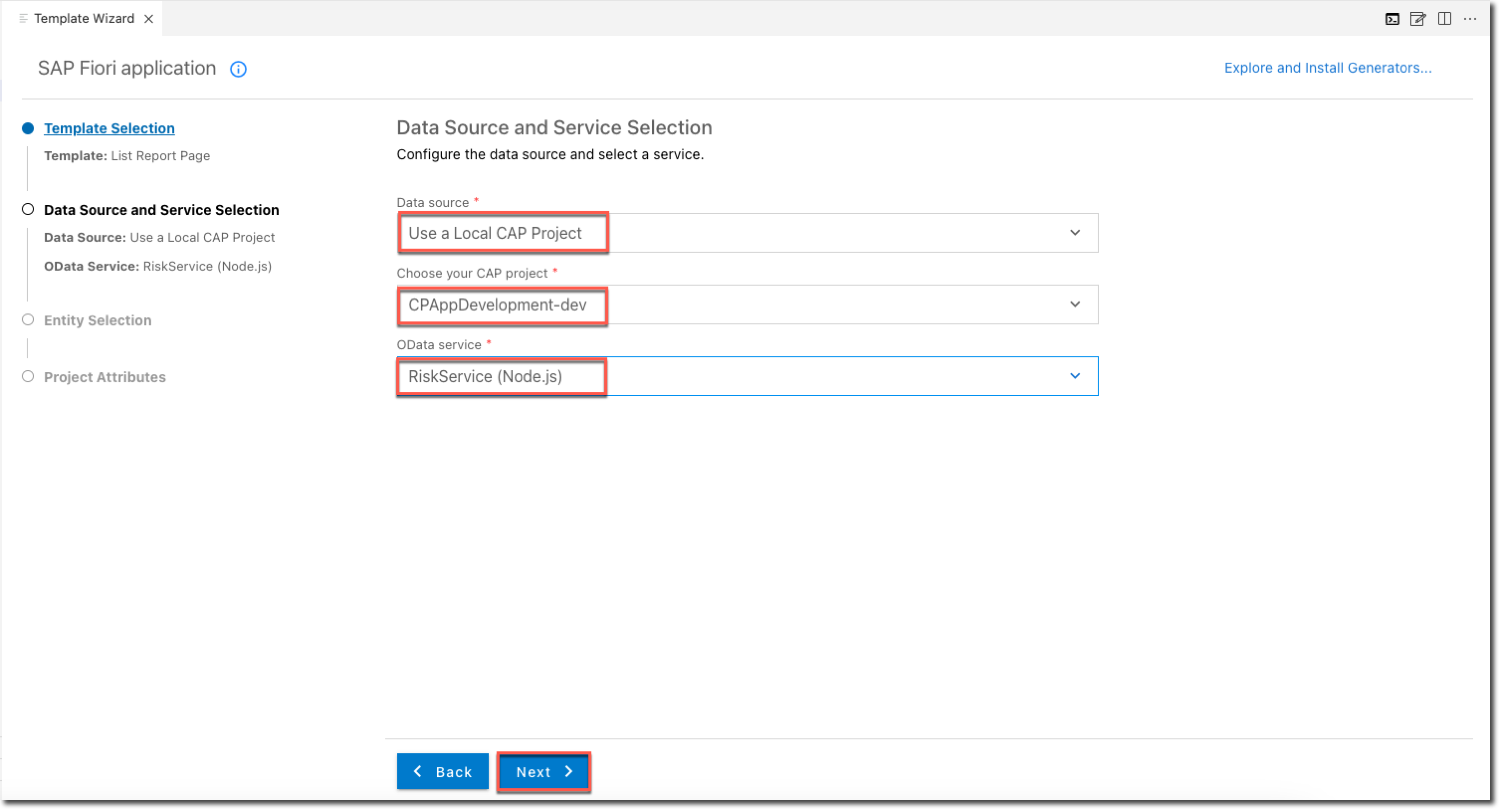 Template Wizard
SAP Fiori application
Explore and Install Generators...
Template Selection
Template: List Report Page
Data Source and Service Selection
Data Source: Use a Local CAP Project
OData Service: RiskService (Node.js)
Entity Selection
Project Attributes
Data Source and Service Selection
Configure the data source and select a service.
Data source *
Use a Local CAP Project
Choose your CAP project *
CPAppDevelopment-dev
OData service *
RiskService (Node.js)
Back
Next